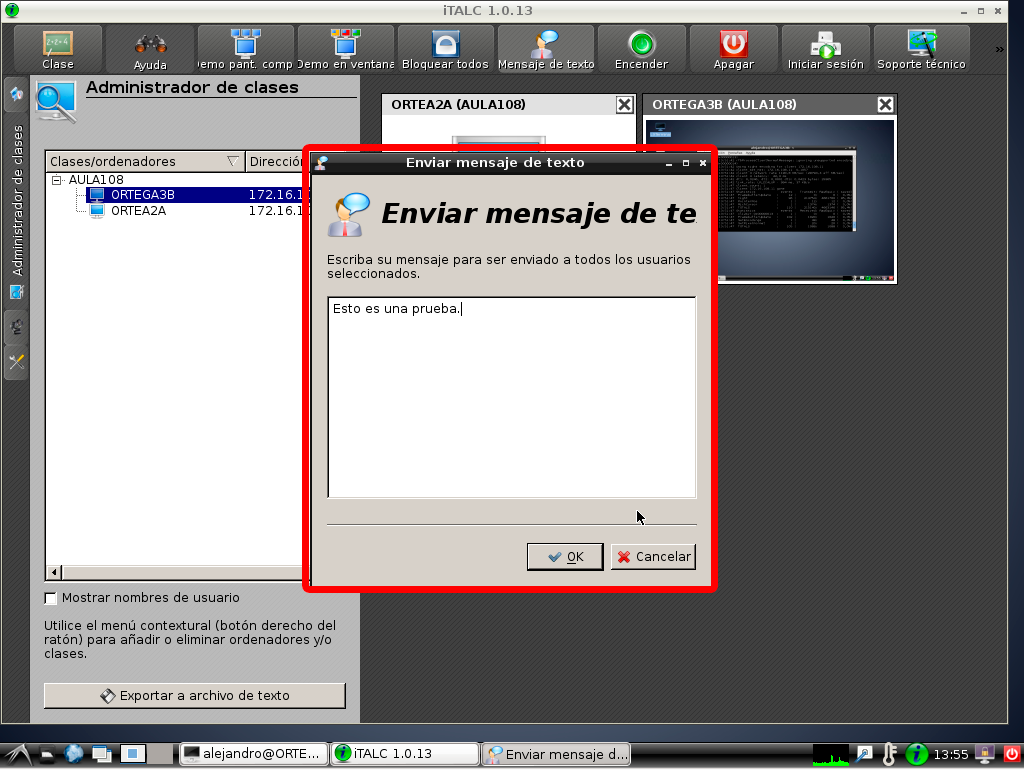 iTALC 1.0.13
Clase
Ayuda
Demo pant. comp
Demo en ventana
Bloquear todos
Mensaje de texto
Encender
Apagar
Iniciar sesión
Soporte técnico
»
Administrador de clases
Administrador de clases
Clases/ordenadores
Direcció
AULA108
ORTEGA3B 172.16.1
ORTEA2A 172.16.1
ORTEA2A (AULA108)
ORTEGA3B (AULA108)
Enviar mensaje de texto
Enviar mensaje de te
Escriba su mensaje para ser enviado a todos los usuarios
seleccionados.
Esto es una prueba.
OK
Cancelar
Mostrar nombres de usuario
Utilice el menú contextural (botón derecho del
ratón) para añadir o eliminar ordenadores y/o
clases.
Exportar a archivo de texto
alejandro@ORTE...
iTALC 1.0.13
Enviar mensaje d...
13:55